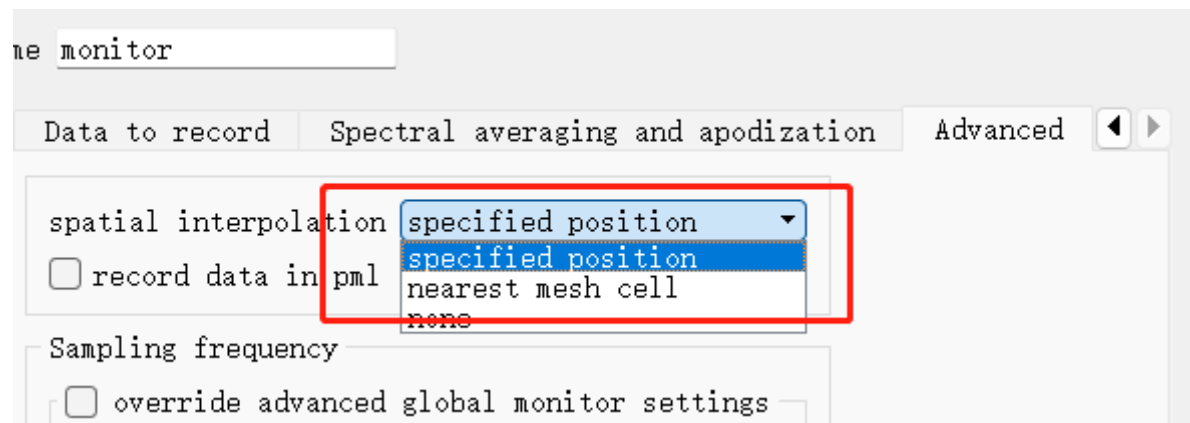 me monitor
Data to record Spectral averaging and apodization Advanced
spatial interpolation specified position
specified position
record data in pml
nearest mesh cell
none
Sampling frequency
override advanced global monitor settings